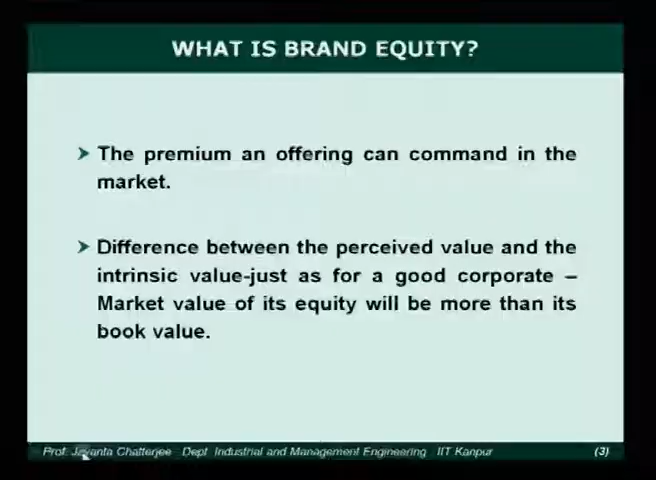 WHAT IS BRAND EQUITY?
The premium an offering can command in the
market.
Difference between the perceived value and the
intrinsic value-just as for a good corporate –
Market value of its equity will be more than its
book value.
Prof. Jayanta Chatterjee Dept Industrial and Management Engineering IIT Kanpur (3)